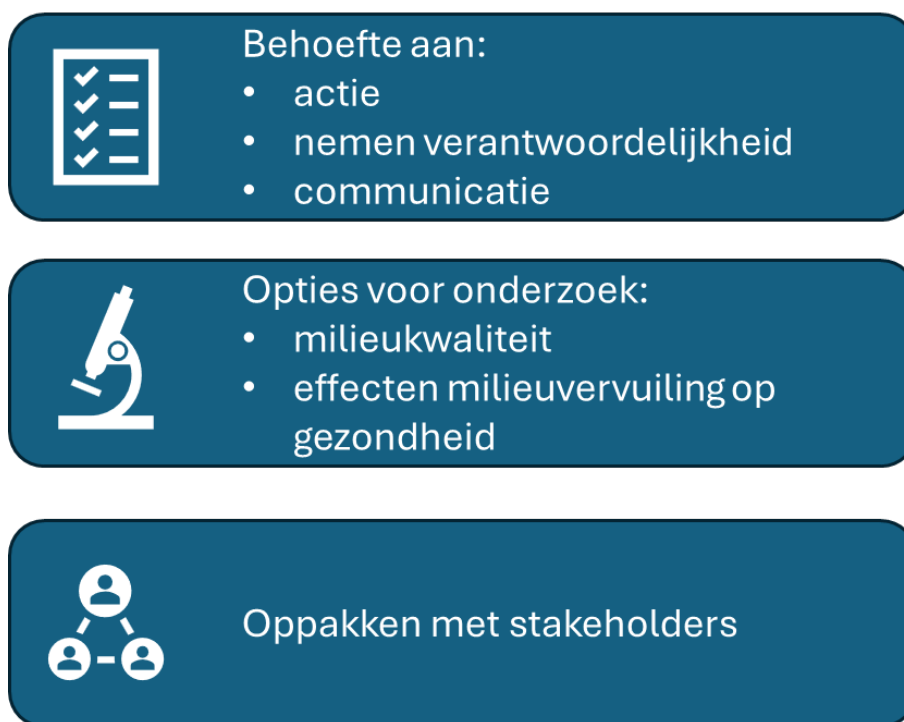 Behoefte aan:
• actie
• nemen verantwoordelijkheid
• communicatie
Opties voor onderzoek:
• milieukwaliteit
• effecten milieuvervuiling op
gezondheid
Oppakken met stakeholders